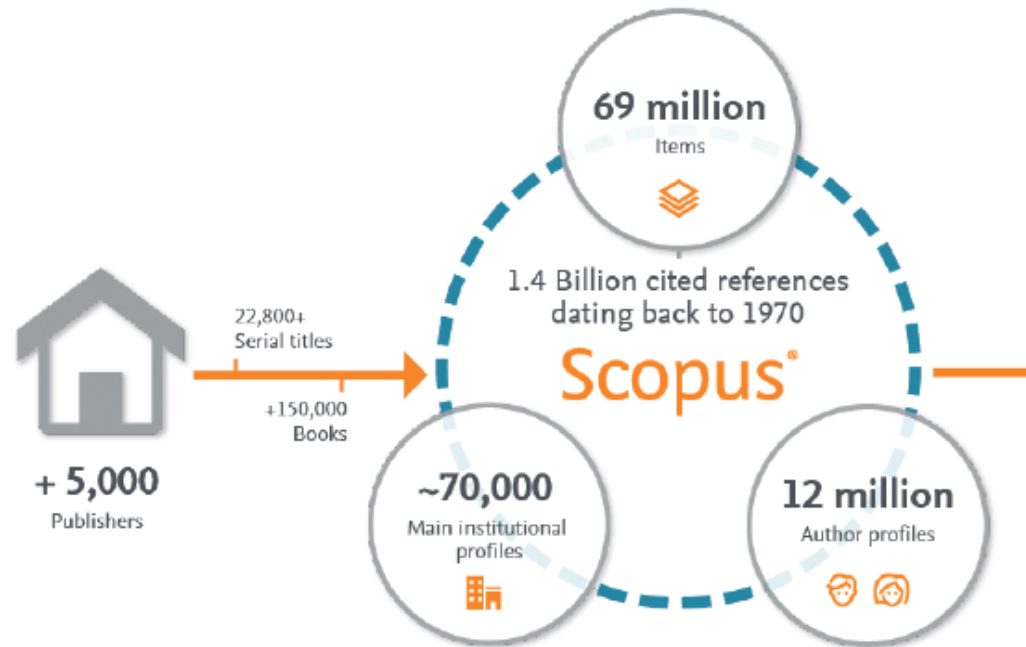 69 million
Items
1.4 Billion cited references
dating back to 1970
Scopus®
22,800+
Serial titles
+150,000
Books
+ 5,000
Publishers
~70,000
Main institutional
profiles
12 million
Author profiles